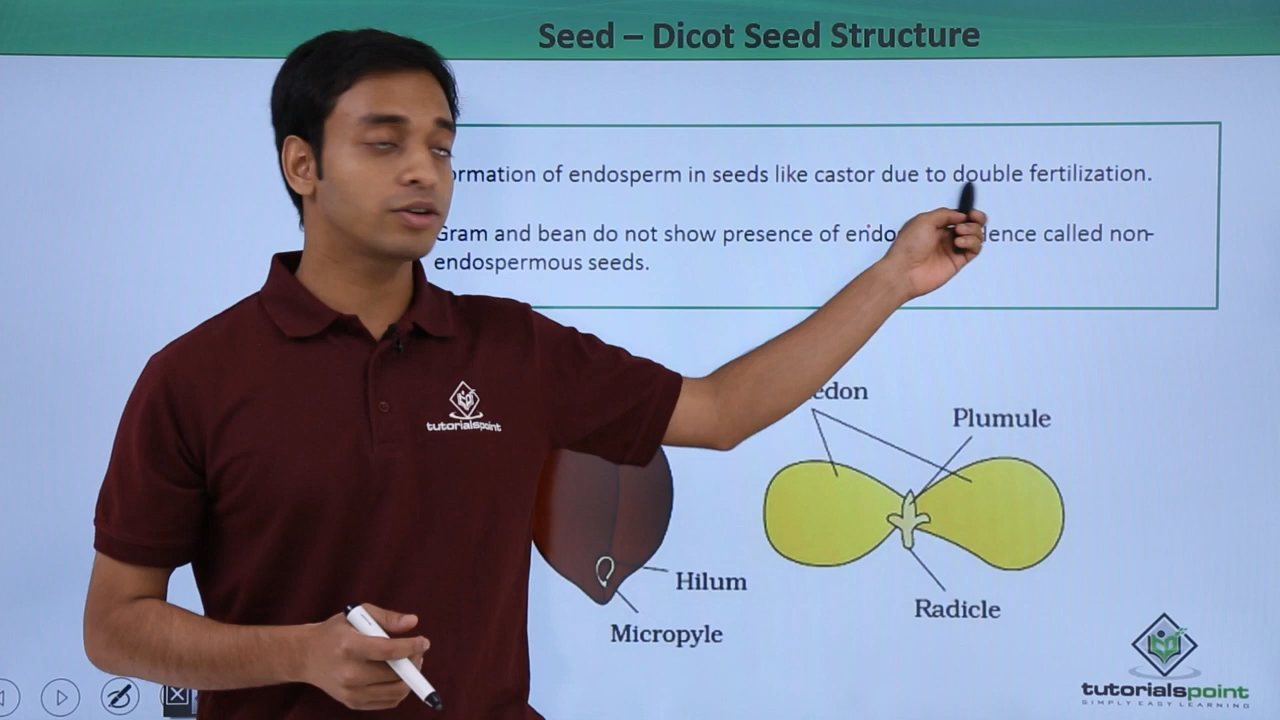 Seed – Dicot Seed Structure
ormation of endosperm in seeds like castor due to double fertilization.
Gram and bean do not show presence of endo ence called non-
endospermous seeds.
edon
Plumule
Hilum
Micropyle
Radicle
tutorialspoint
tutorialspoint
SIMPLY EASY LEARNING